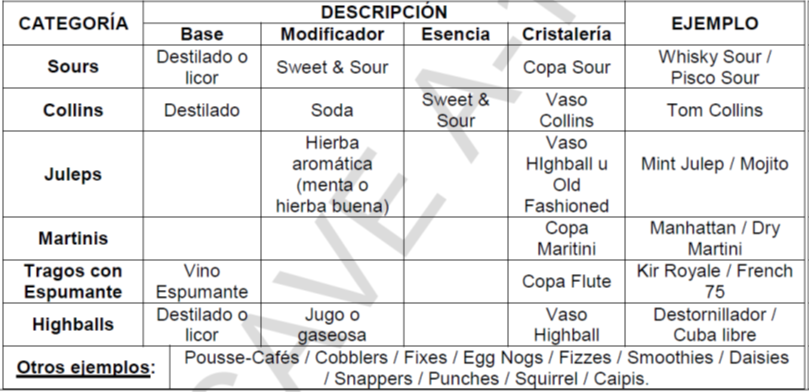 CATEGORÍA DESCRIPCIÓN EJEMPLO
Base Modificador Esencia Cristalería
Sours Destilado o licor Sweet & Sour Copa Sour Whisky Sour / Pisco Sour
Collins Destilado Soda Sweet & Sour Vaso Collins Tom Collins
Juleps Hierba aromática (menta o hierba buena) Vaso HIghball u Old Fashioned Mint Julep / Mojito
Martinis Copa Maritini Manhattan / Dry Martini
Tragos con Espumante Vino Espumante Copa Flute Kir Royale / French 75
Highballs Destilado o licor Jugo o gaseosa Vaso Highball Destornillador / Cuba libre
Otros ejemplos: Pousse-Cafés / Cobblers / Fixes / Egg Nogs / Fizzes / Smoothies / Daisies
/ Snappers / Punches / Squirrel / Caipis.